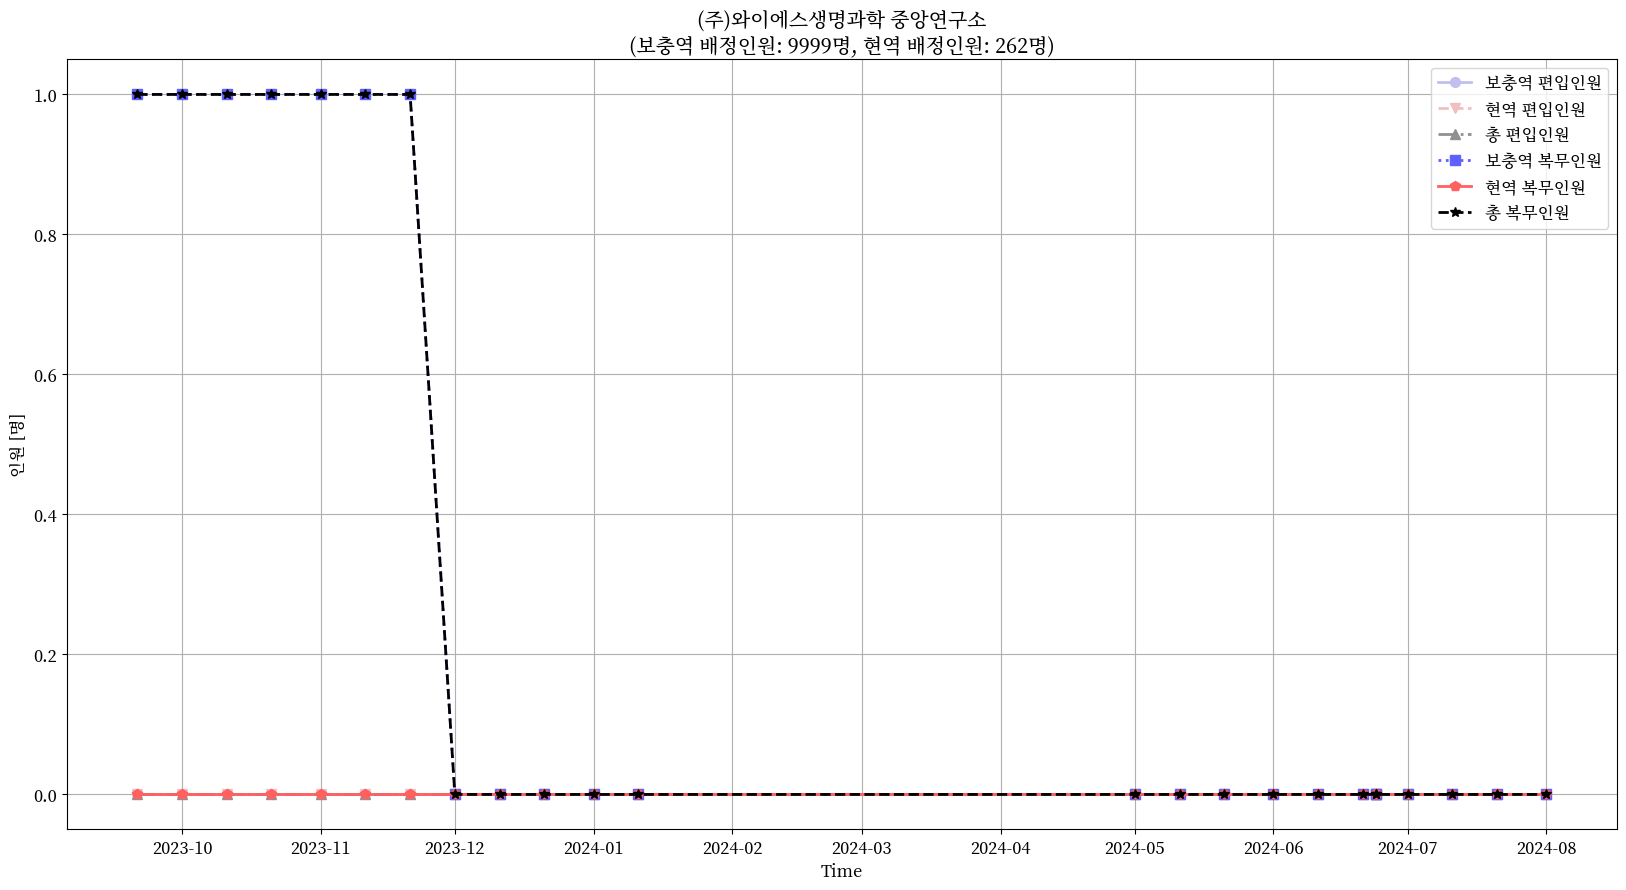 (주)와이에스생명과학 중앙연구소
(보충역 배정인원: 9999명, 현역 배정인원: 262명)
보충역 편입인원
현역 편입인원
총 편입인원
보충역 복무인원
현역 복무인원
총 복무인원
1.0
0.8
0.6
0.4
0.2
0.0
인원 [명]
2023-10 2023-11 2023-12 2024-01 2024-02 2024-03 2024-04 2024-05 2024-06 2024-07 2024-08
Time